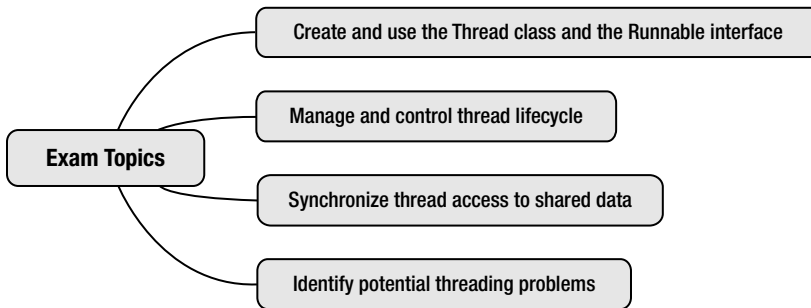 Create and use the Thread class and the Runnable interface
Manage and control thread lifecycle
Exam Topics
Synchronize thread access to shared data
Identify potential threading problems